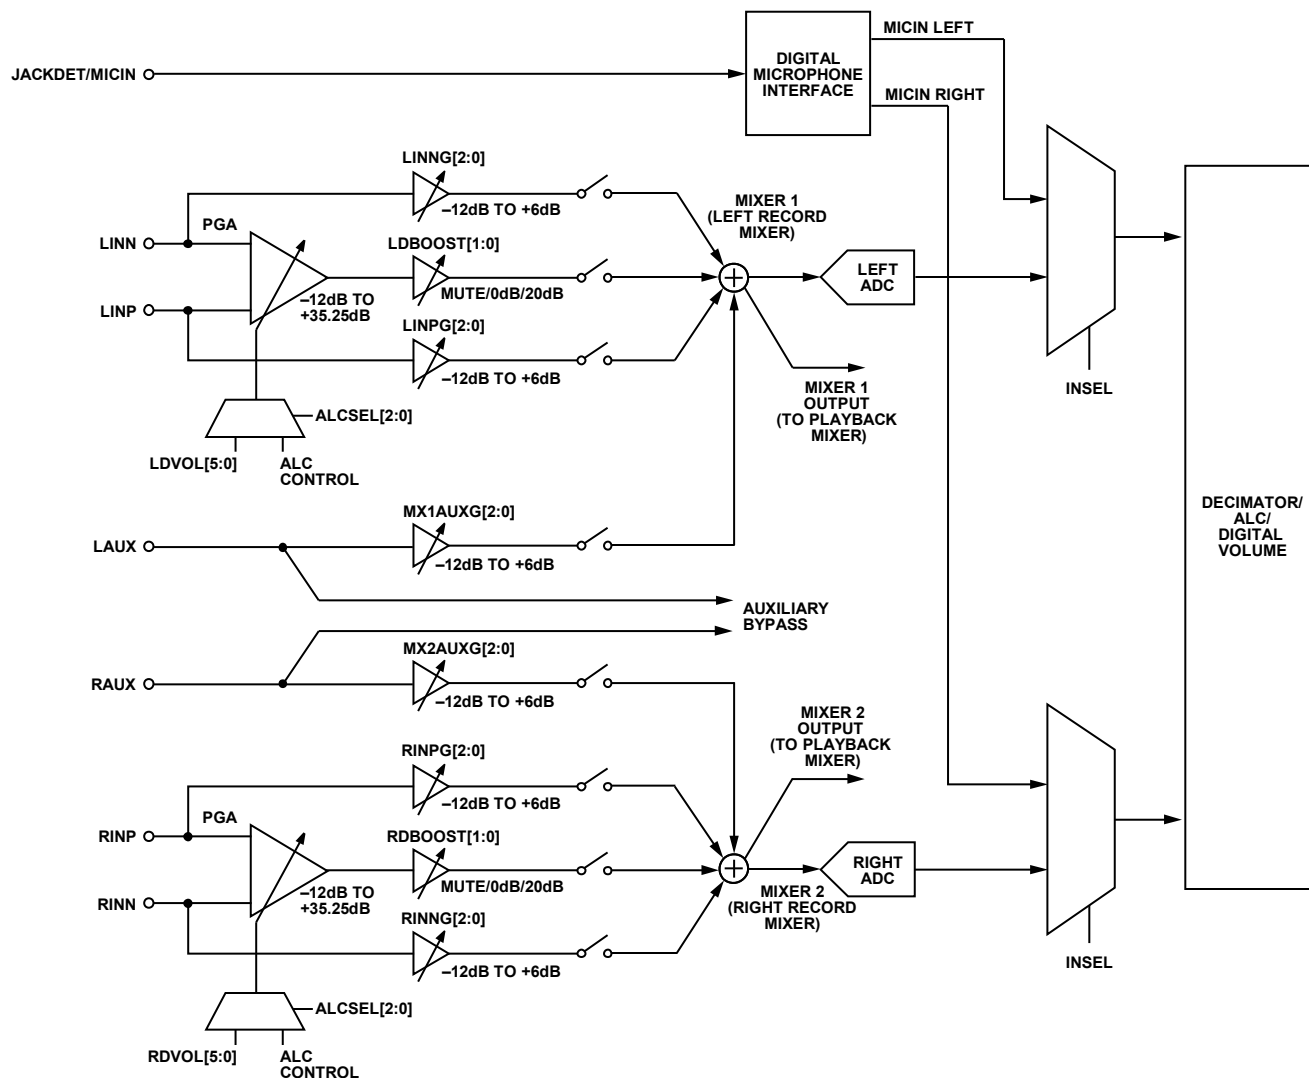 JACKDET/MICIN
DIGITAL
MICROPHONE
INTERFACE
MICIN LEFT
MICIN RIGHT
LINNG[2:0]
–12dB TO +6dB
LINN
PGA
LINP
–12dB TO
+35.25dB
LDBOOST[1:0]
MUTE/0dB/20dB
LINPG[2:0]
–12dB TO +6dB
ALCSEL[2:0]
LDVOL[5:0]
ALC
CONTROL
MIXER 1
(LEFT RECORD
MIXER)
LEFT
ADC
MIXER 1
OUTPUT
(TO PLAYBACK
MIXER)
INSEL
DECIMATOR/
ALC/
DIGITAL
VOLUME
LAUX
MX1AUXG[2:0]
–12dB TO +6dB
AUXILIARY
BYPASS
RAUX
MX2AUXG[2:0]
–12dB TO +6dB
MIXER 2
OUTPUT
(TO PLAYBACK
MIXER)
RINPG[2:0]
–12dB TO +6dB
RINP
PGA
RINN
–12dB TO
+35.25dB
RDBOOST[1:0]
MUTE/0dB/20dB
RINNG[2:0]
–12dB TO +6dB
MIXER 2
(RIGHT RECORD
MIXER)
RIGHT
ADC
INSEL
ALCSEL[2:0]
RDVOL[5:0]
ALC
CONTROL